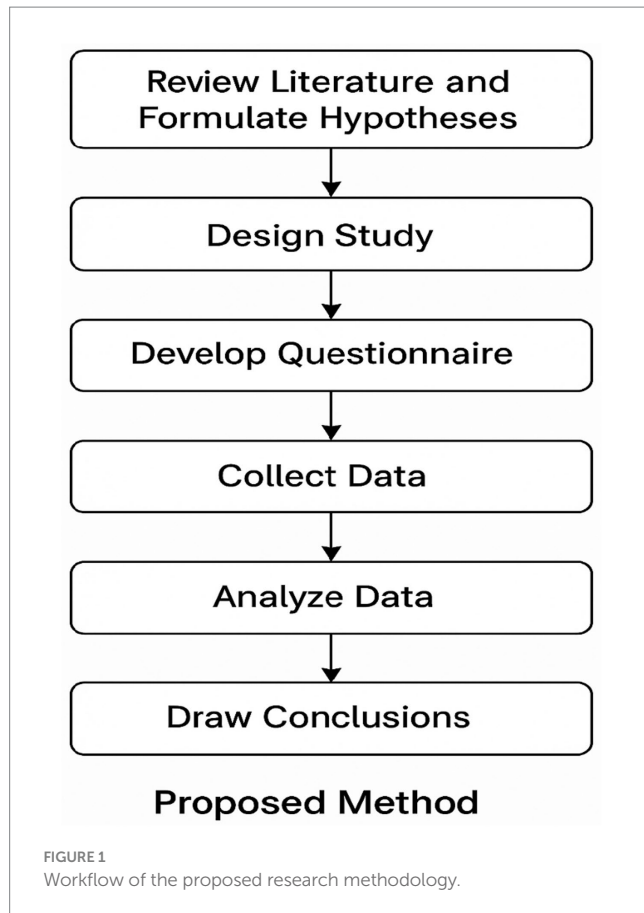 Review Literature and
Formulate Hypotheses
Design Study
Develop Questionnaire
Collect Data
Analyze Data
Draw Conclusions
Proposed Method
FIGURE 1
Workflow of the proposed research methodology.